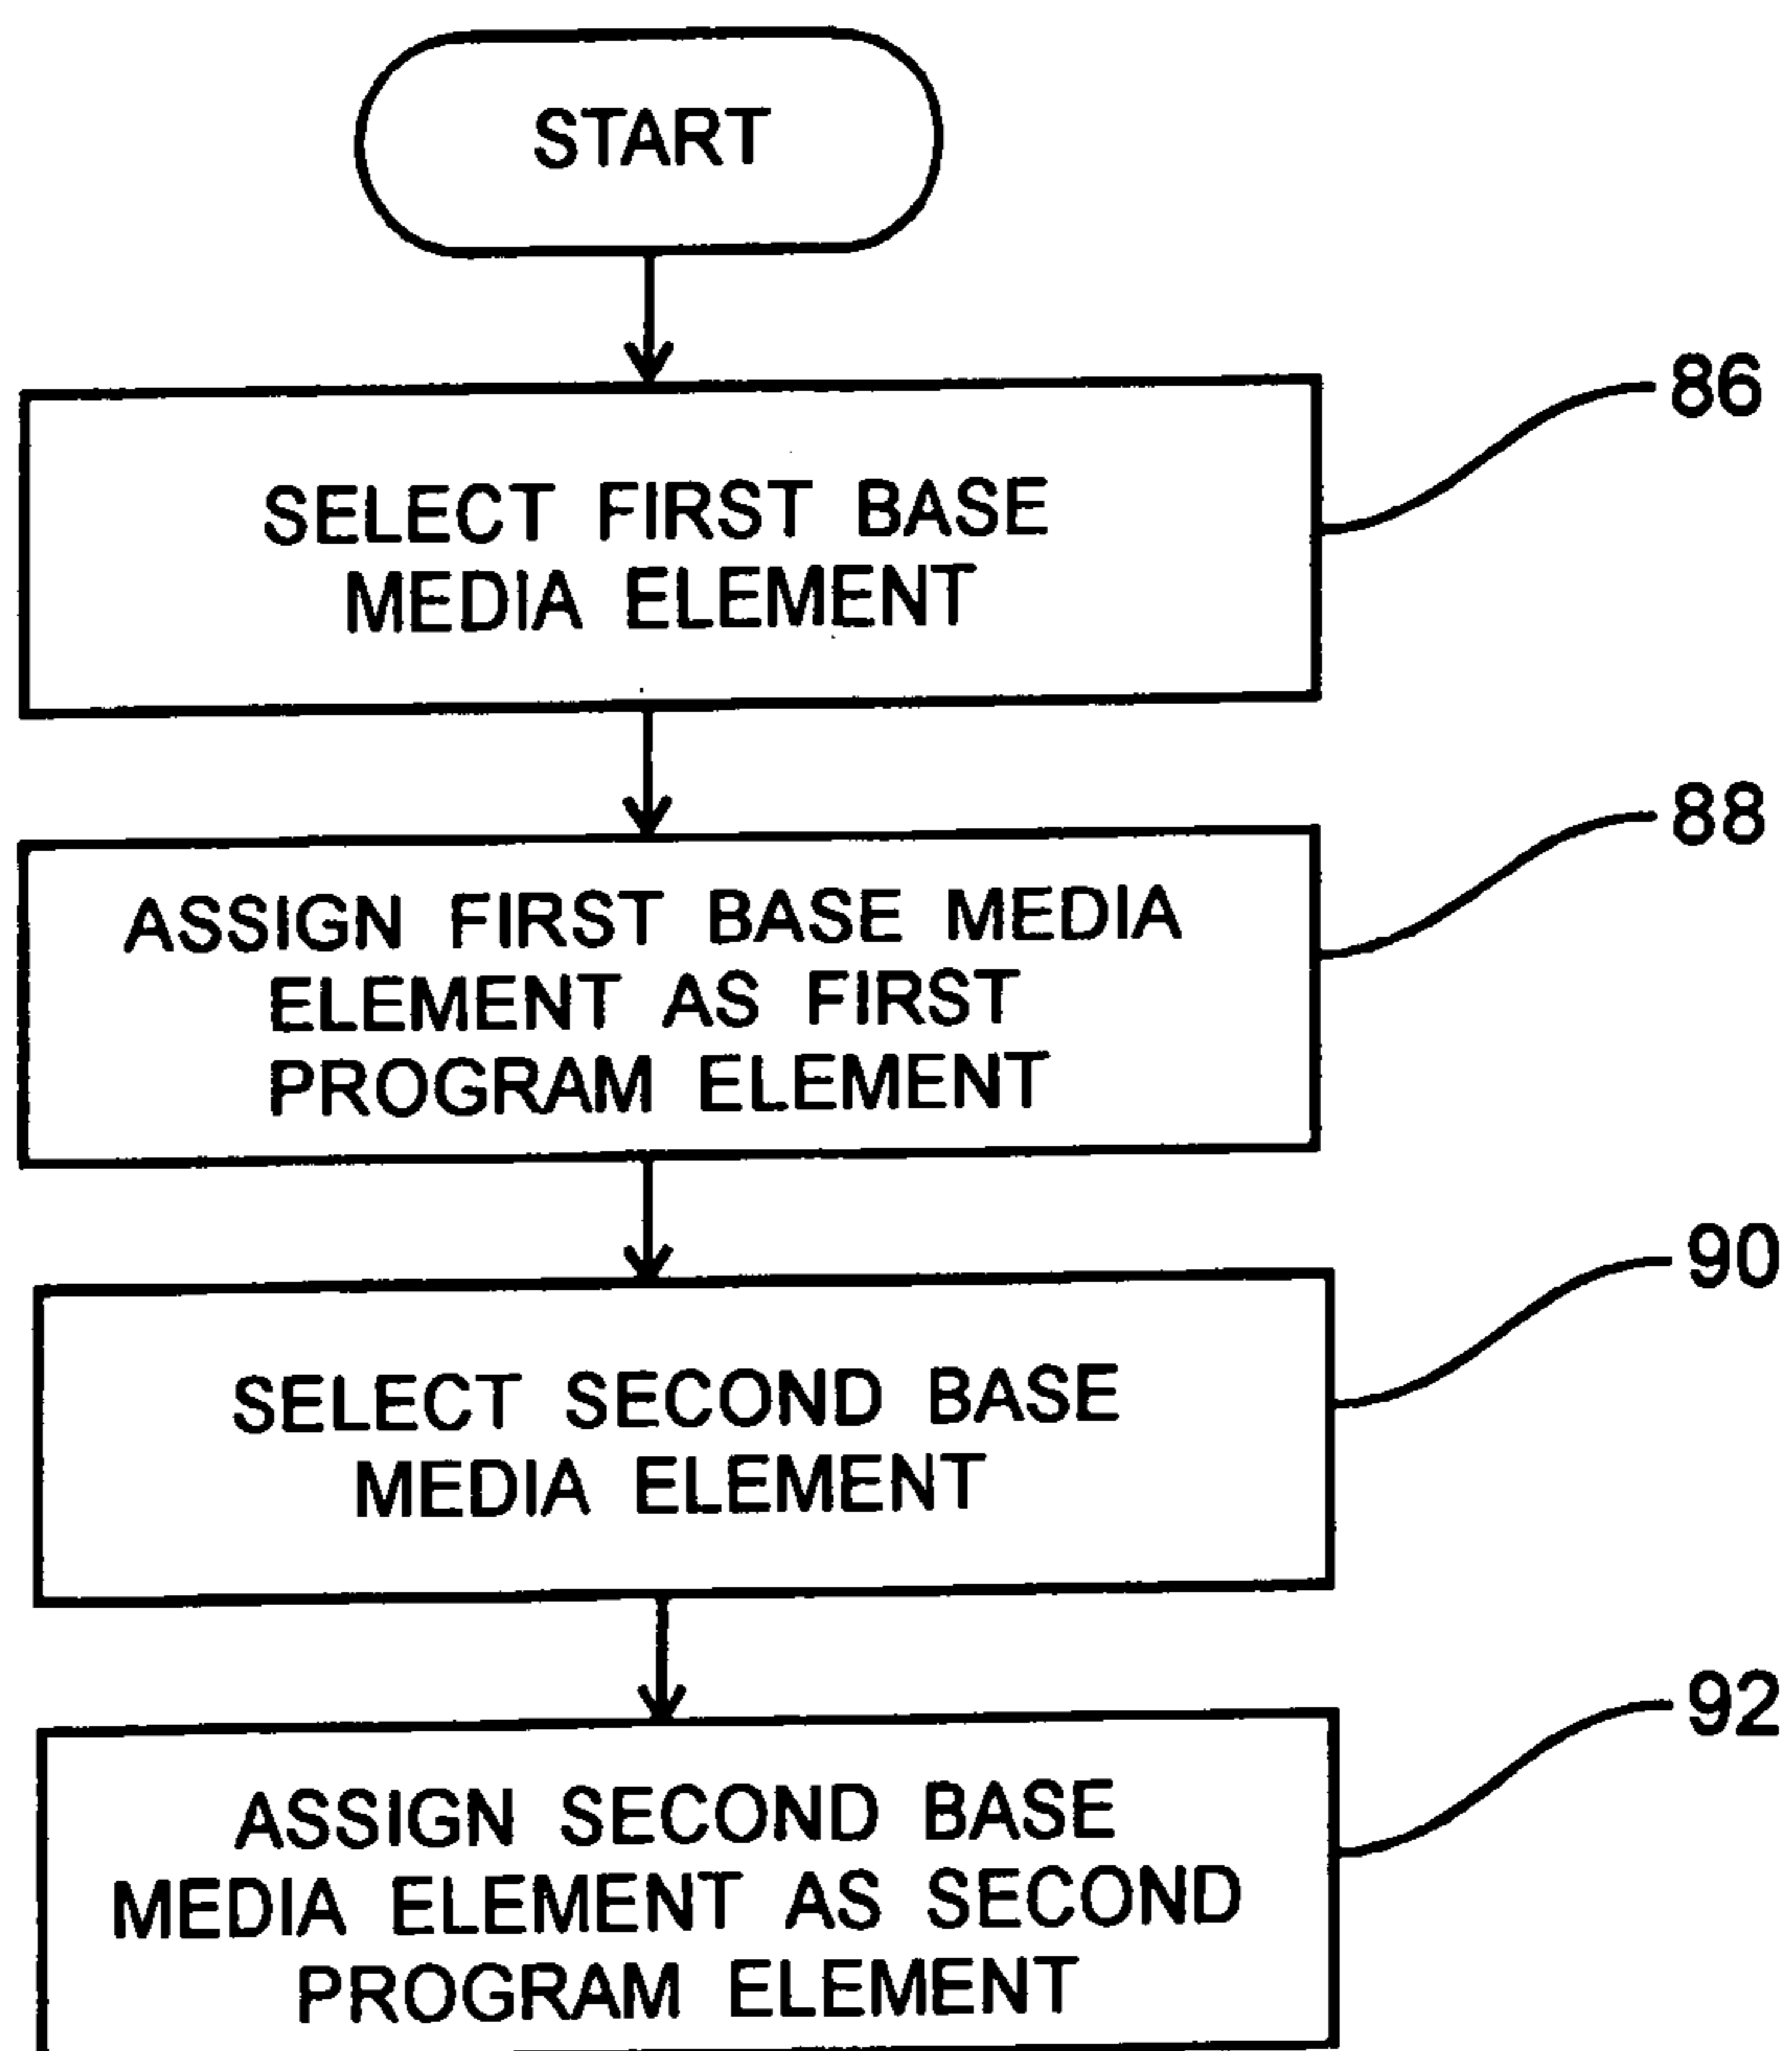 START
86
SELECT FIRST BASE
MEDIA ELEMENT
88
ASSIGN FIRST BASE MEDIA
ELEMENT AS FIRST
PROGRAM ELEMENT
90
SELECT SECOND BASE
MEDIA ELEMENT
92
ASSIGN SECOND BASE
MEDIA ELEMENT AS SECOND
PROGRAM ELEMENT